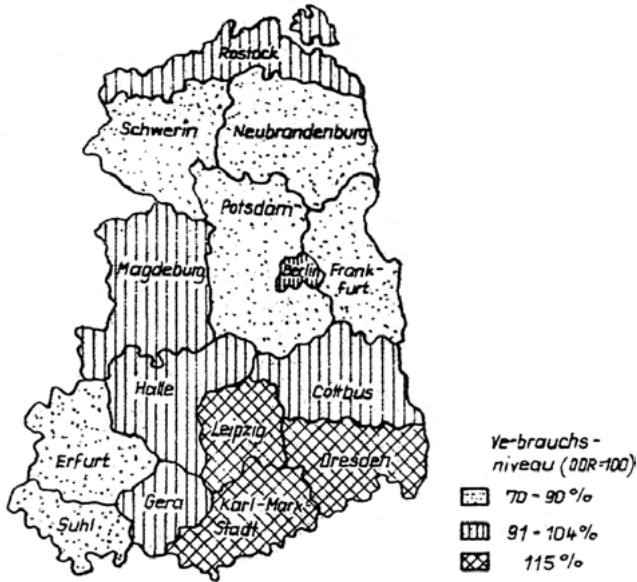 Rostock
Schwerin
Neubrandenburg
Potsdam
Magdeburg
Berlin
Frank-
furt
Halle
Cottbus
Leipzig
Erfurt
Dresden
Gera
Karl-Marx
Stadt
Suhl
Verbrauchs-
niveau (DDR=100)
70-90%
91-104%
115%